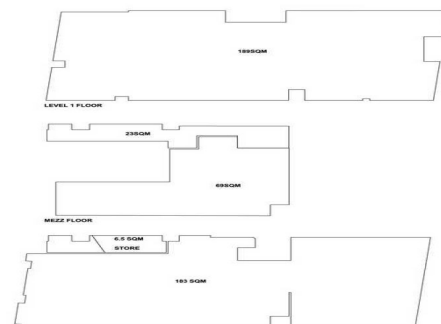 189SQM
LEVEL 1 FLOOR
23SQM
69SQM
MEZZ FLOOR
6.5 SQM
STORE
183 SQM